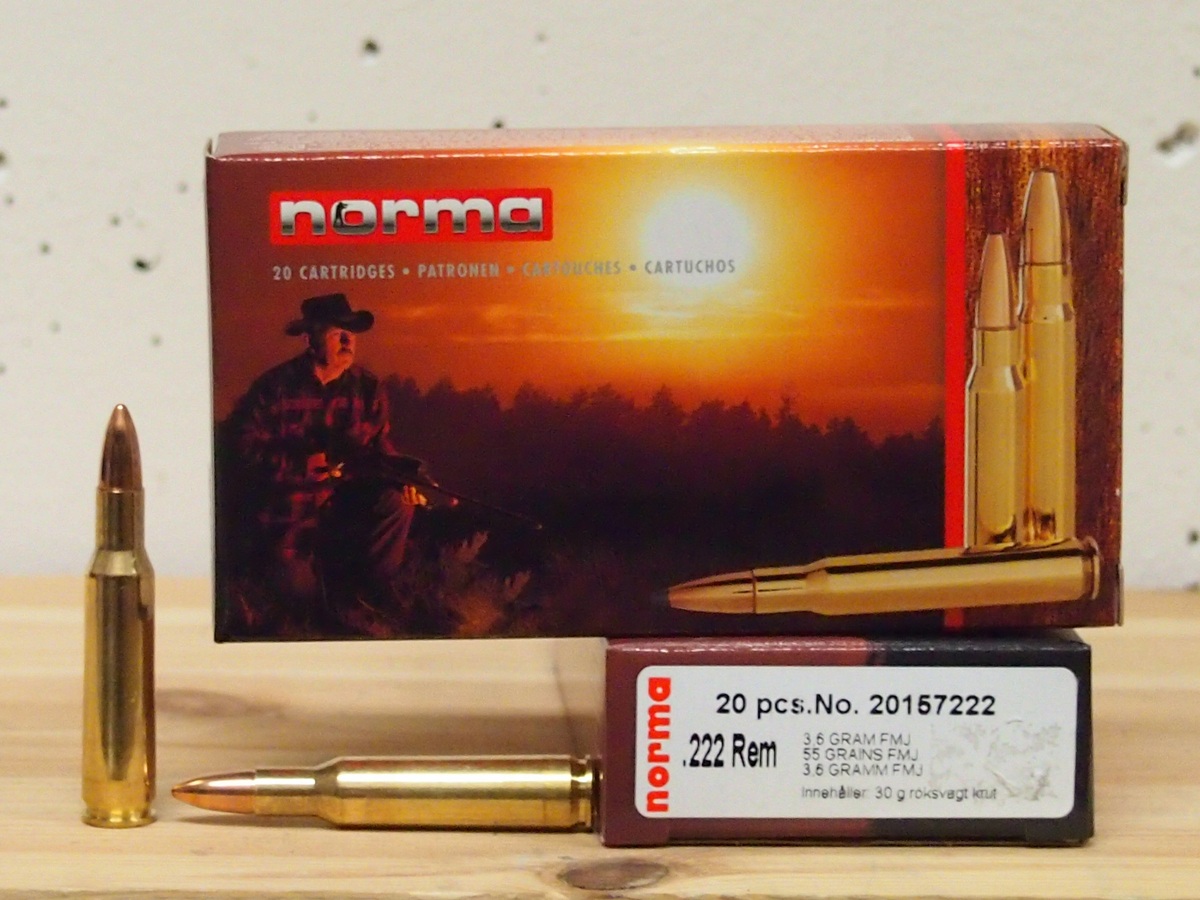 norma
20 CARTRIDGES • PATRONEN • CARTOUCHES • CARTUCHOS
norma
20 pcs.No. 20157222
.222 Rem
3,6 GRAM FMJ
55 GRAINS FMJ
3,6 GRAMM FMJ
Innehåller 30 g röksvagt krut